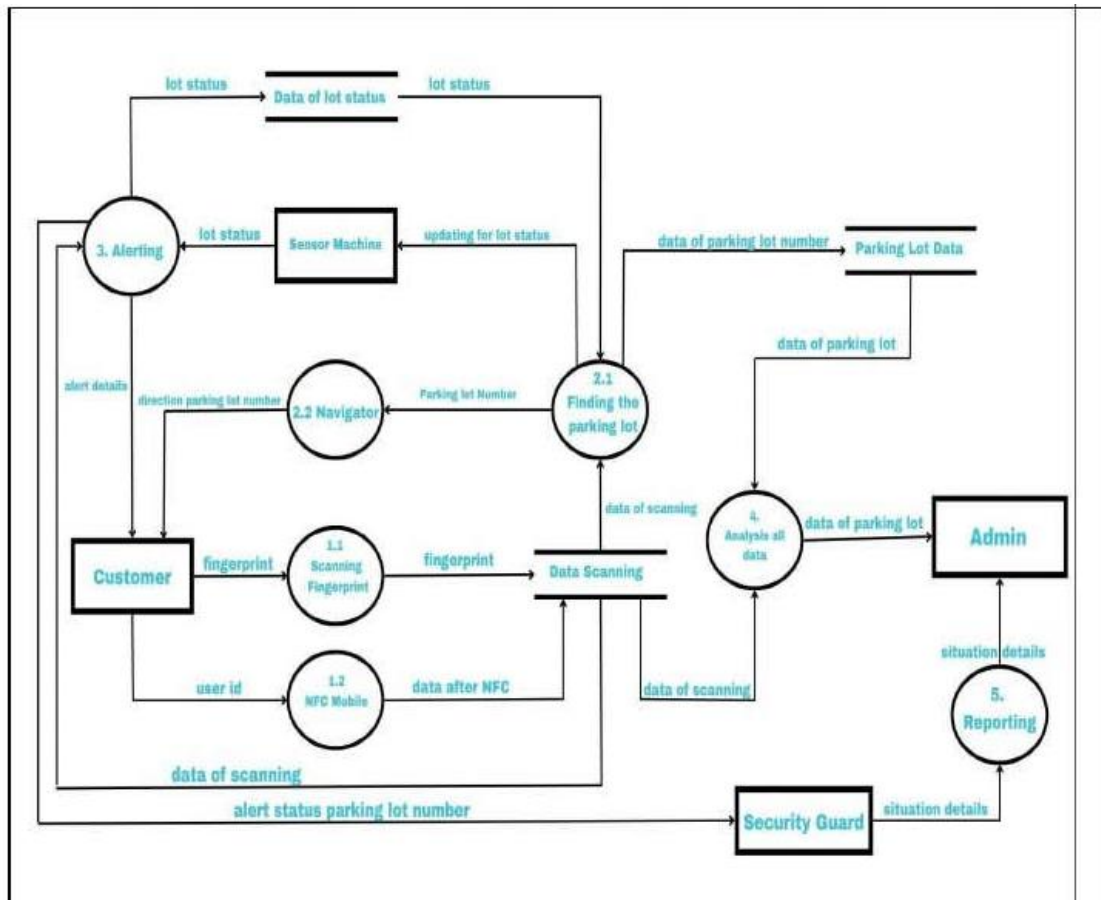 lot status
Data of lot status
lot status
3. Alerting
lot status
Sensor Machine
updating for lot status
data of parking lot number
Parking Lot Data
data of parking lot
alert details
direction parking lot number
2.2 Navigator
Parking lot Number
2.1
Finding the
parking lot
data of scanning
Customer
fingerprint
1.1
Scanning
Fingerprint
fingerprint
Data Scanning
4.
Analysis all
data
data of parking lot
Admin
user id
1.2
NFC Mobile
data after NFC
data of scanning
situation details
5.
Reporting
data of scanning
alert status parking lot number
Security Guard
situation details